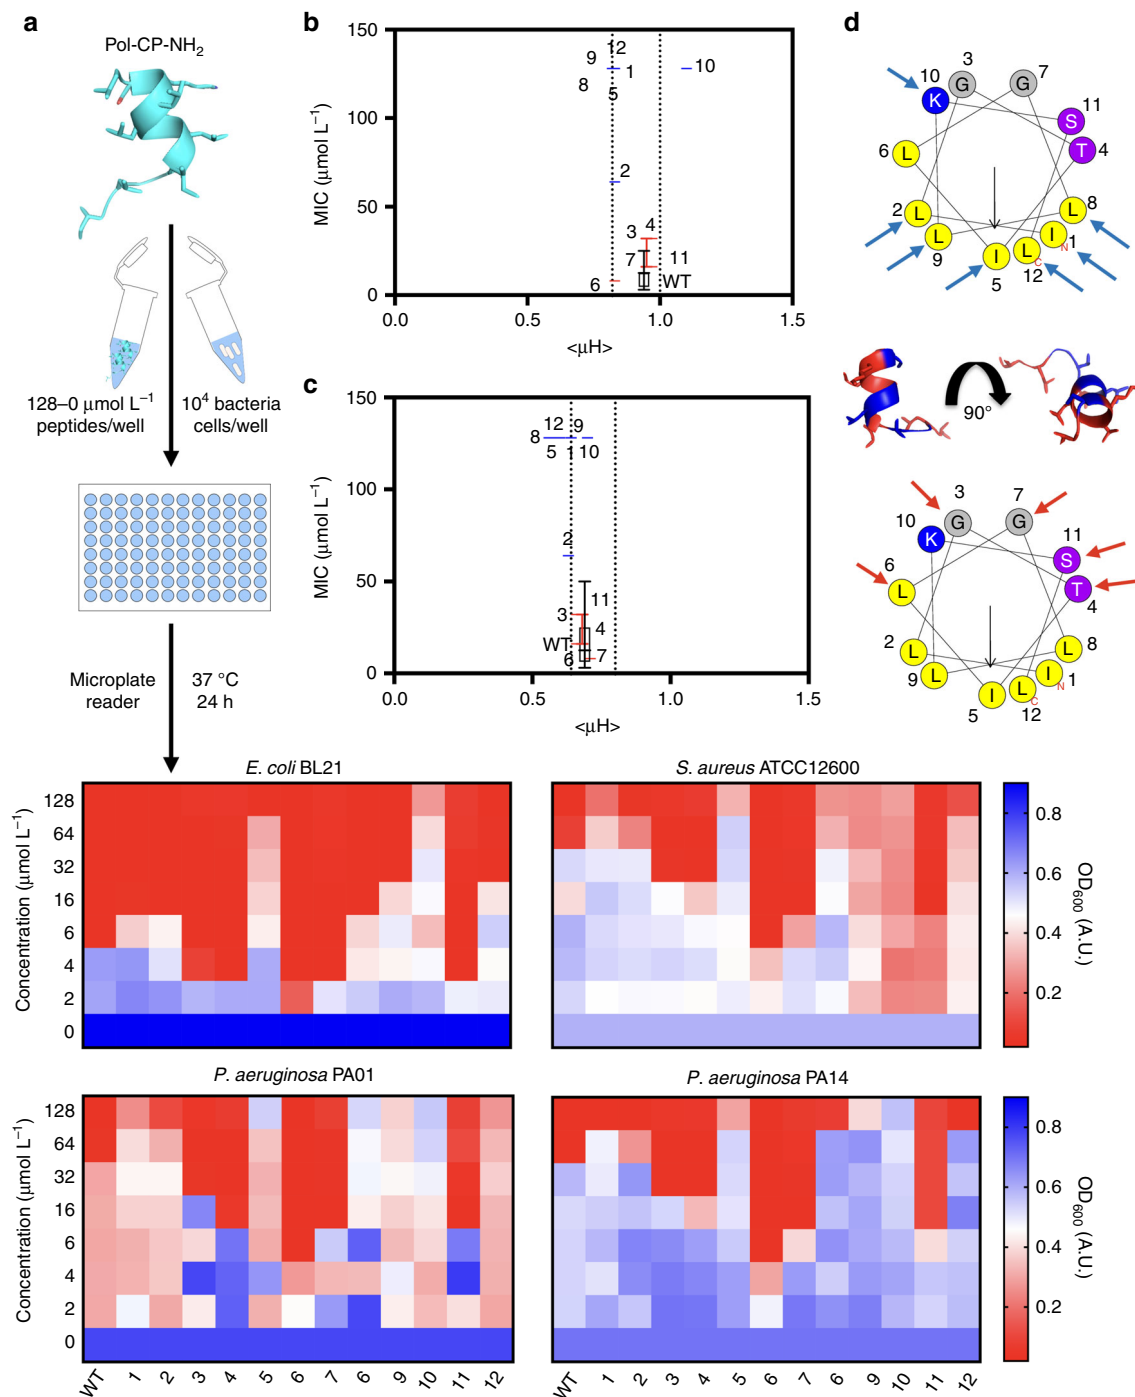 a
Pol-CP-NH2
128–0 μmol L−1
peptides/well
10^4 bacteria
cells/well
Microplate
reader
37 °C
24 h
b
MIC (μmol L−1)
150
100
50
0
0.0
0.5
1.0
1.5
<μH>
12
9
1
8
5
10
2
4
3
7
11
6
WT
c
MIC (μmol L−1)
150
100
50
0
0.0
0.5
1.0
1.5
<μH>
12
9
8
5
1
10
2
11
3
4
WT
6
7
d
3
7
10
G
G
K
11
S
T
4
6
L
2
L
L
8
L
I
N
1
9
I
L
C
5
12
90°
3
7
10
G
G
K
11
S
T
4
6
L
2
L
L
8
L
I
N
1
9
I
L
C
5
12
E. coli BL21
S. aureus ATCC12600
Concentration (μmol L−1)
128
64
32
16
6
4
2
0
0.8
0.6
0.4
0.2
OD600 (A.U.)
P. aeruginosa PA01
P. aeruginosa PA14
Concentration (μmol L−1)
128
64
32
16
6
4
2
0
0.8
0.6
0.4
0.2
OD600 (A.U.)
WT 1 2 3 4 5 6 7 6 9 10 11 12
WT 1 2 3 4 5 6 7 8 9 10 11 12